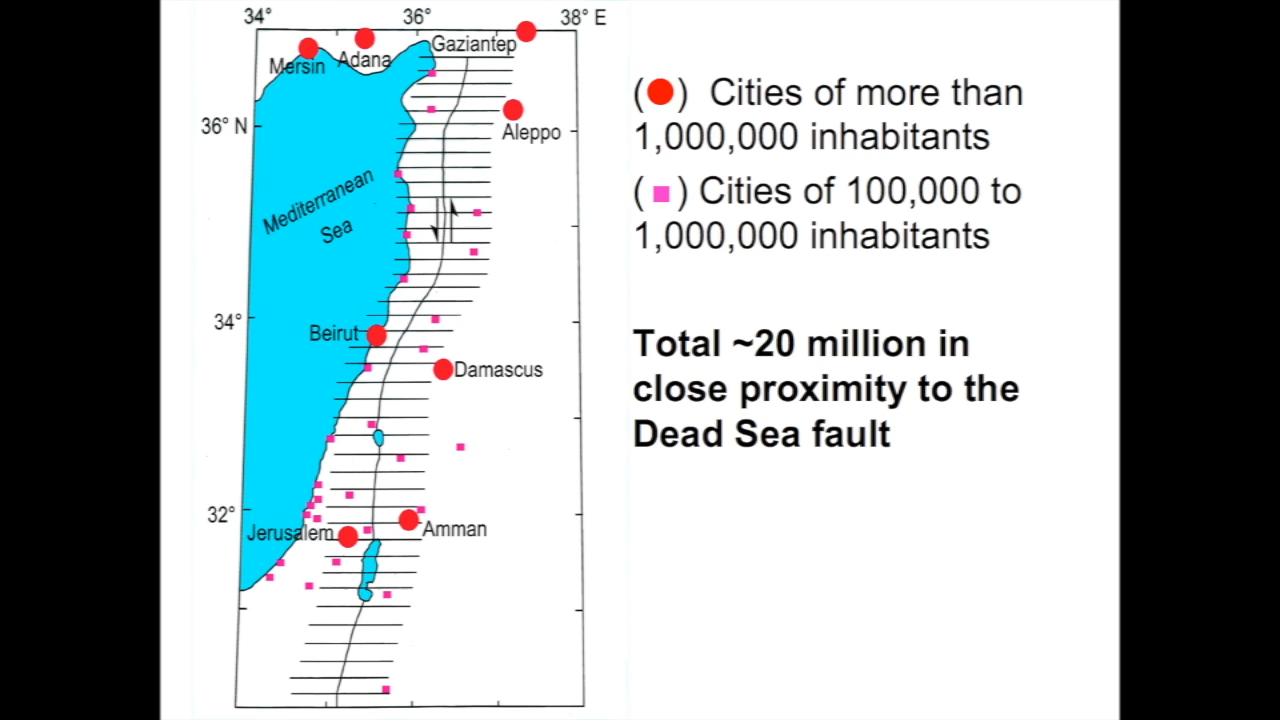 34°
36°
38° E
Gaziantep
Adana
Mersin
36° N
Aleppo
Mediterranean
Sea
34°
Beirut
Damascus
32°
Jerusalem
Amman
( ) Cities of more than
1,000,000 inhabitants
( ) Cities of 100,000 to
1,000,000 inhabitants
Total ~20 million in
close proximity to the
Dead Sea fault